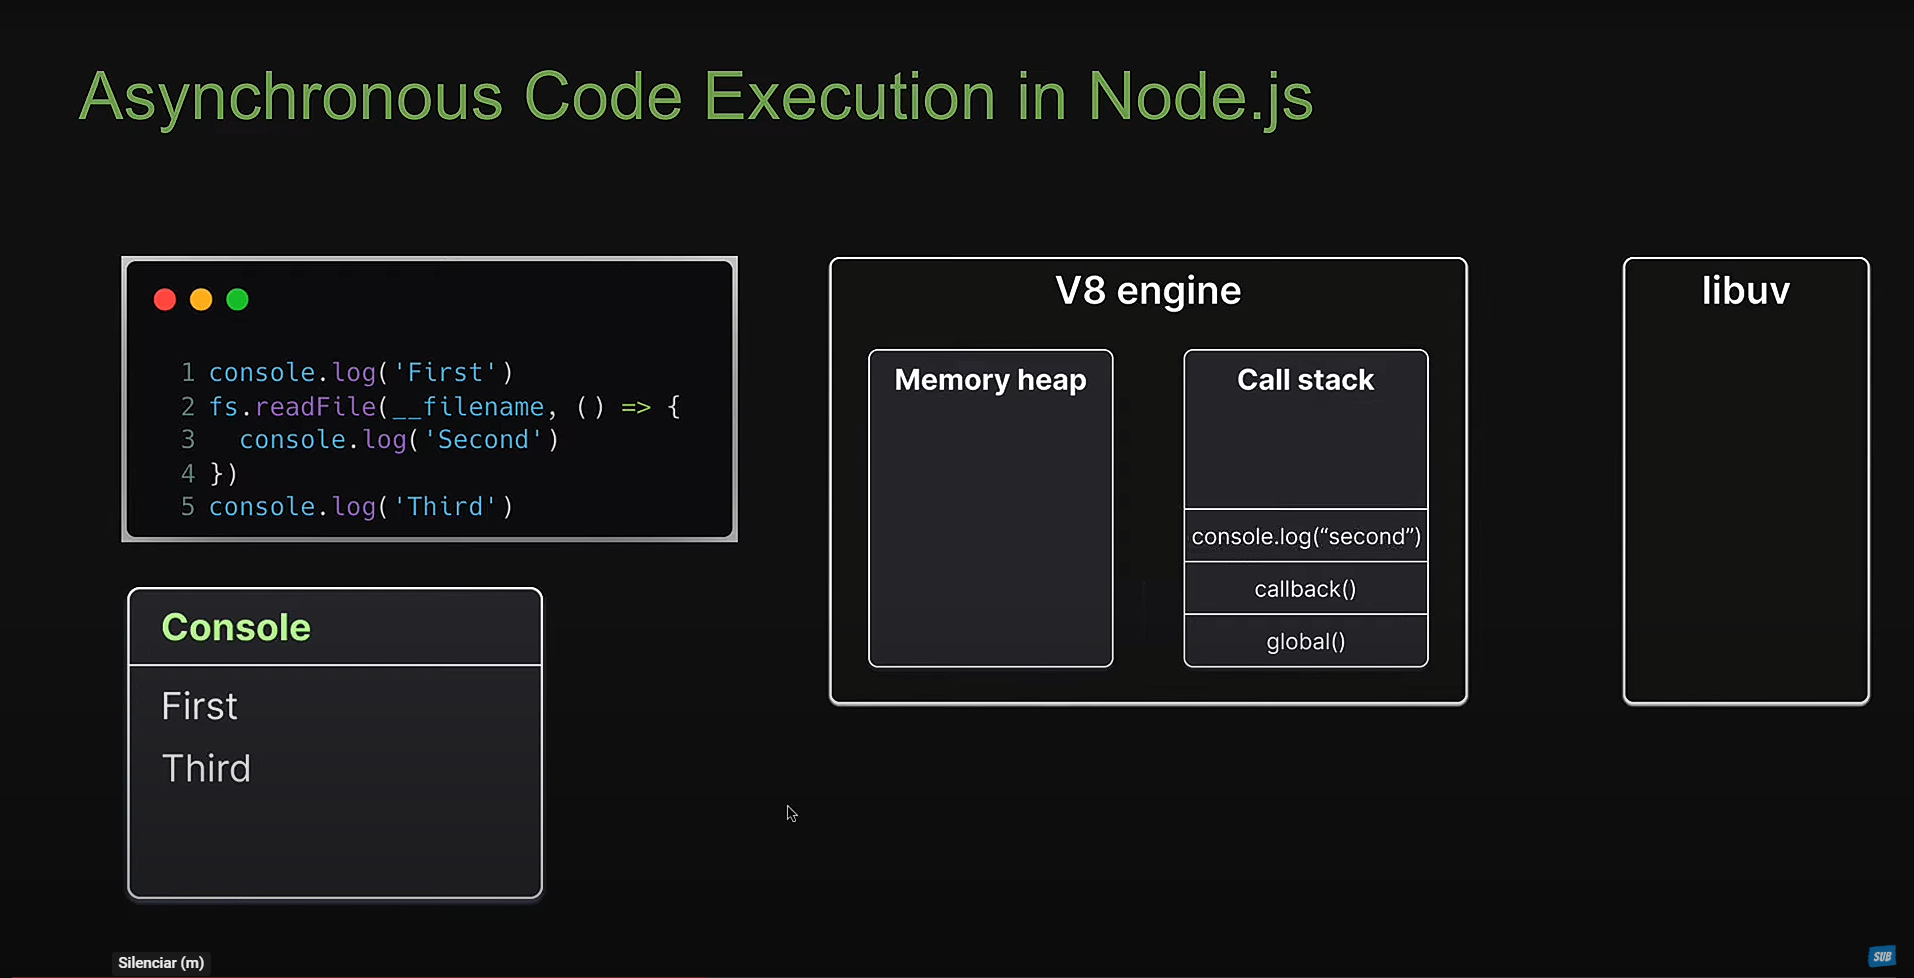 Asynchronous Code Execution in Node.js
1 console.log('First')
2 fs.readFile(__filename, () => {
3   console.log('Second')
4 })
5 console.log('Third')
Console
First
Third
V8 engine
Memory heap
Call stack
console.log(“second”)
callback()
global()
libuv
Silenciar (m)
SUB